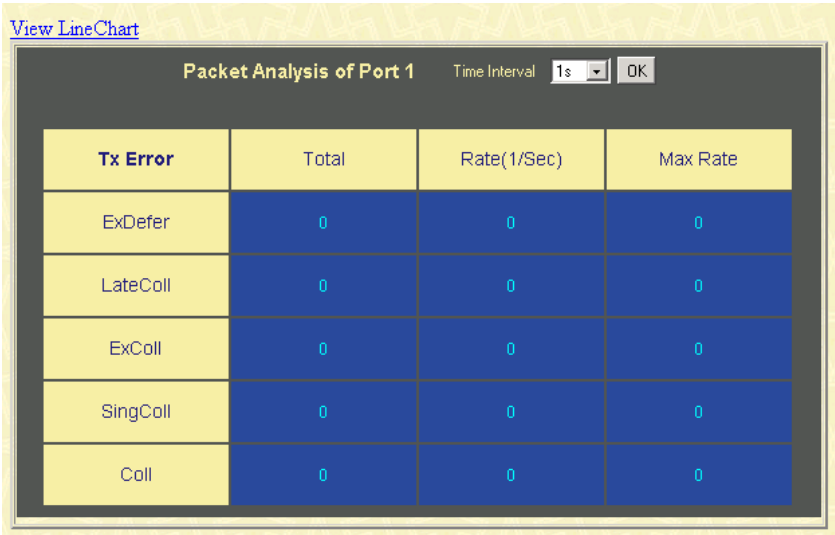 View LineChart
Packet Analysis of Port 1 Time Interval 1s OK
Tx Error Total Rate(1/Sec) Max Rate
ExDefer 0 0 0
LateColl 0 0 0
ExColl 0 0 0
SingColl 0 0 0
Coll 0 0 0